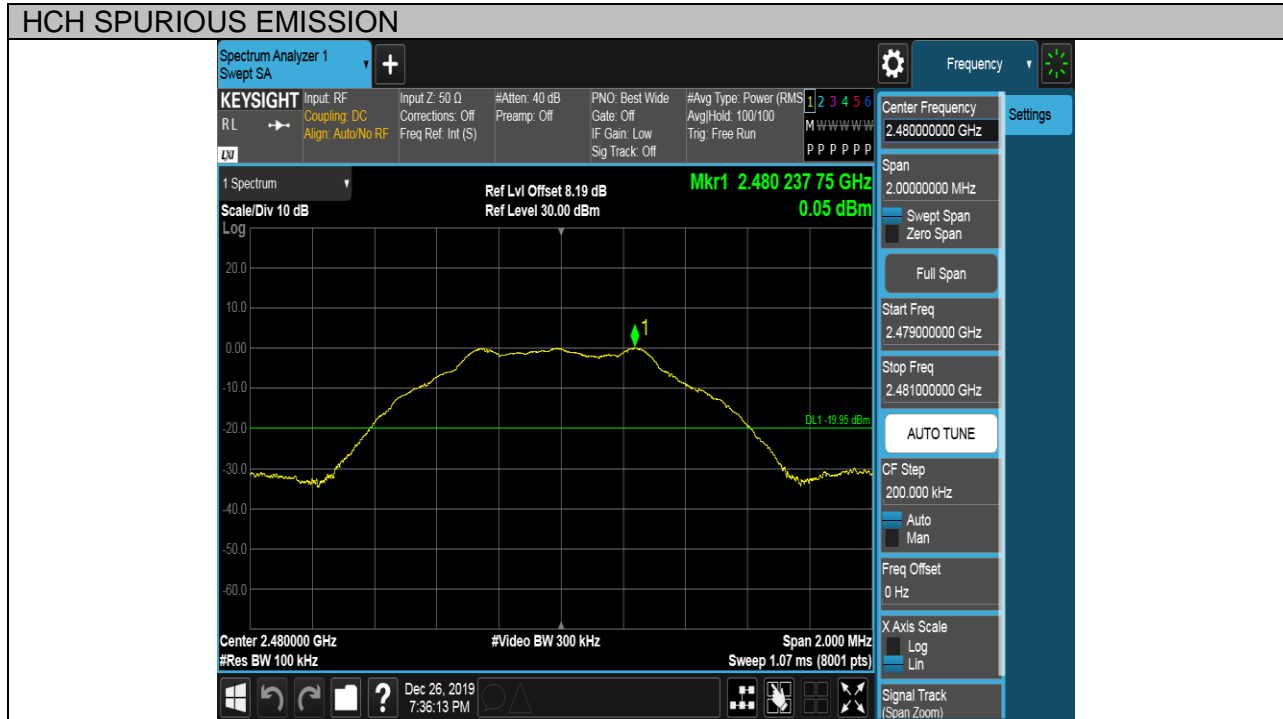 HCH SPURIOUS EMISSION
Spectrum Analyzer 1
Swept SA
+
Frequency
KEYSIGHT
RL
LXI
Input: RF
Coupling: DC
Align: Auto/No RF
Input Z: 50 Ω
Corrections: Off
Freq Ref: Int (S)
#Atten: 40 dB
Preamp: Off
PNO: Best Wide
Gate: Off
IF Gain: Low
Sig Track: Off
#Avg Type: Power (RMS
Avg|Hold: 100/100
Trig: Free Run
1 2 3 4 5 6
M W W W W W
P P P P P P
1 Spectrum
Scale/Div 10 dB
Log
Ref Lvl Offset 8.19 dB
Ref Level 30.00 dBm
Mkr1 2.480 237 75 GHz
0.05 dBm
20.0
10.0
0.00
-10.0
-20.0
-30.0
-40.0
-50.0
-60.0
1
DL1 -19.95 dBm
Center 2.480000 GHz
#Res BW 100 kHz
#Video BW 300 kHz
Span 2.000 MHz
Sweep 1.07 ms (8001 pts)
Center Frequency
2.480000000 GHz
Settings
Span
2.00000000 MHz
Swept Span
Zero Span
Full Span
Start Freq
2.479000000 GHz
Stop Freq
2.481000000 GHz
AUTO TUNE
CF Step
200.000 kHz
Auto
Man
Freq Offset
0 Hz
X Axis Scale
Log
Lin
Signal Track
(Span Zoom)
?
Dec 26, 2019
7:36:13 PM